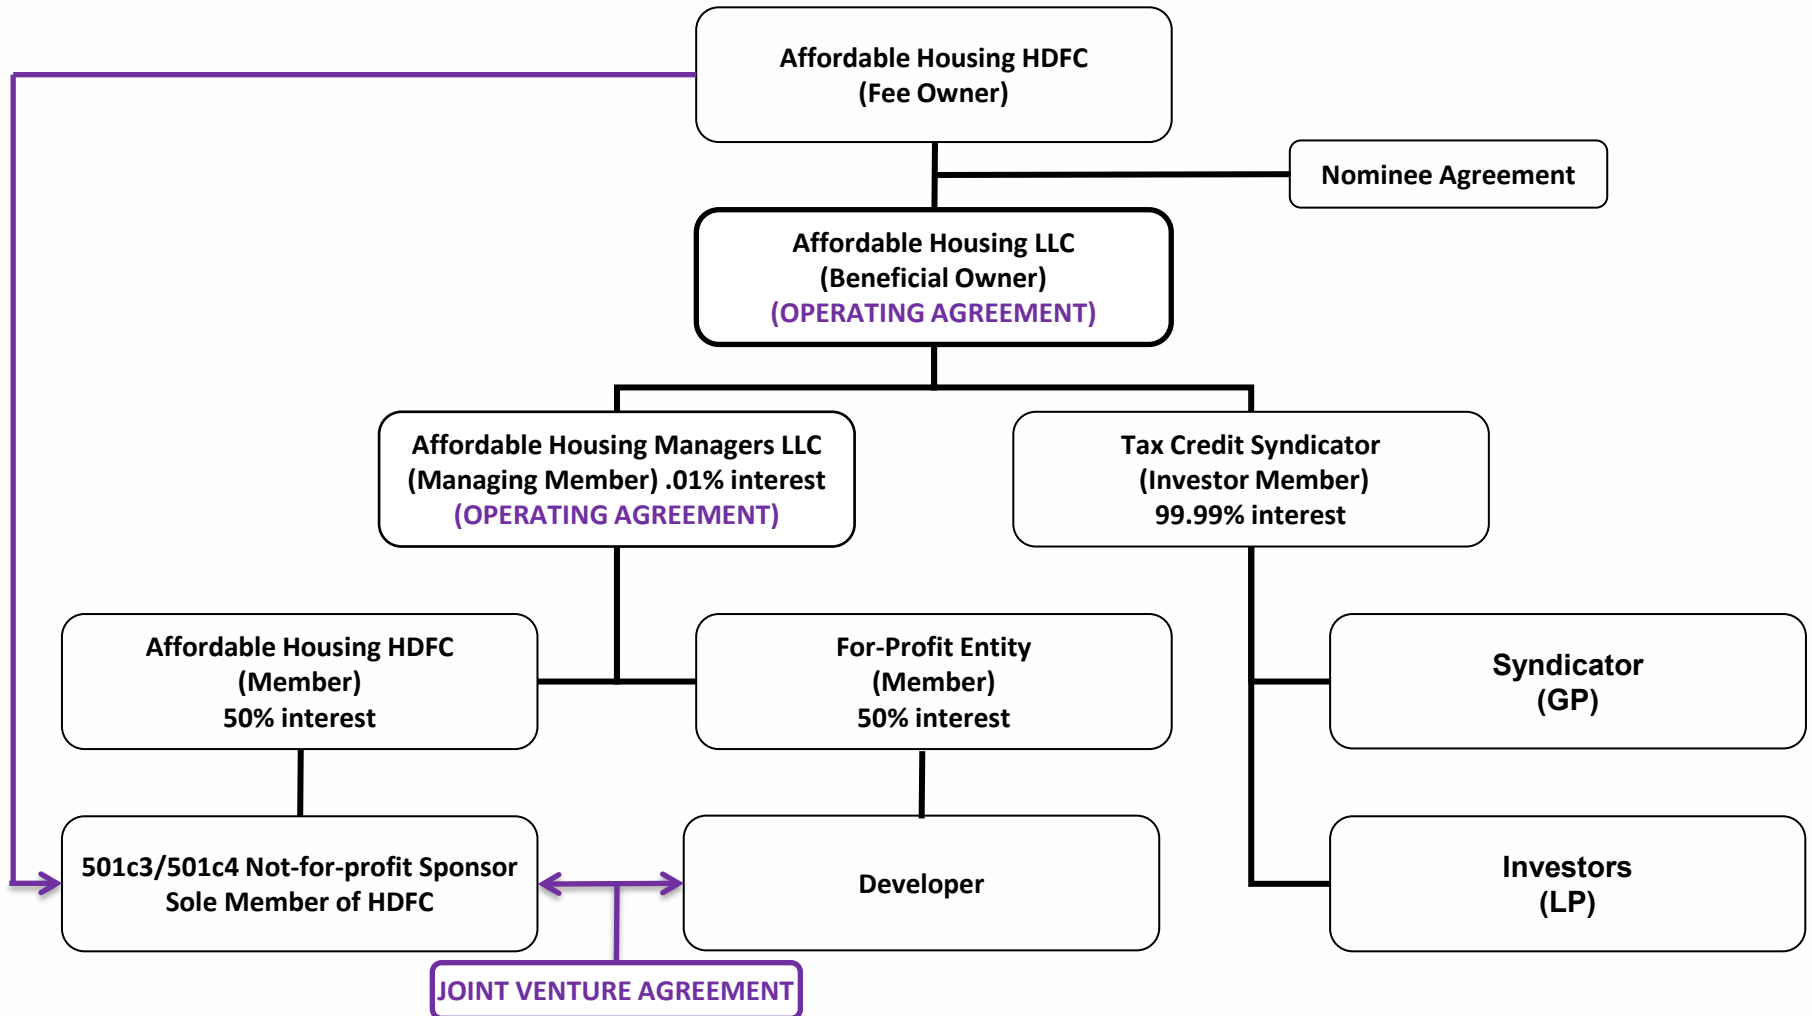 Affordable Housing HDFC
(Fee Owner)
Nominee Agreement
Affordable Housing LLC
(Beneficial Owner)
(OPERATING AGREEMENT)
Affordable Housing Managers LLC
(Managing Member) .01% interest
(OPERATING AGREEMENT)
Tax Credit Syndicator
(Investor Member)
99.99% interest
Affordable Housing HDFC
(Member)
50% interest
For-Profit Entity
(Member)
50% interest
Syndicator
(GP)
501c3/501c4 Not-for-profit Sponsor
Sole Member of HDFC
Developer
Investors
(LP)
JOINT VENTURE AGREEMENT